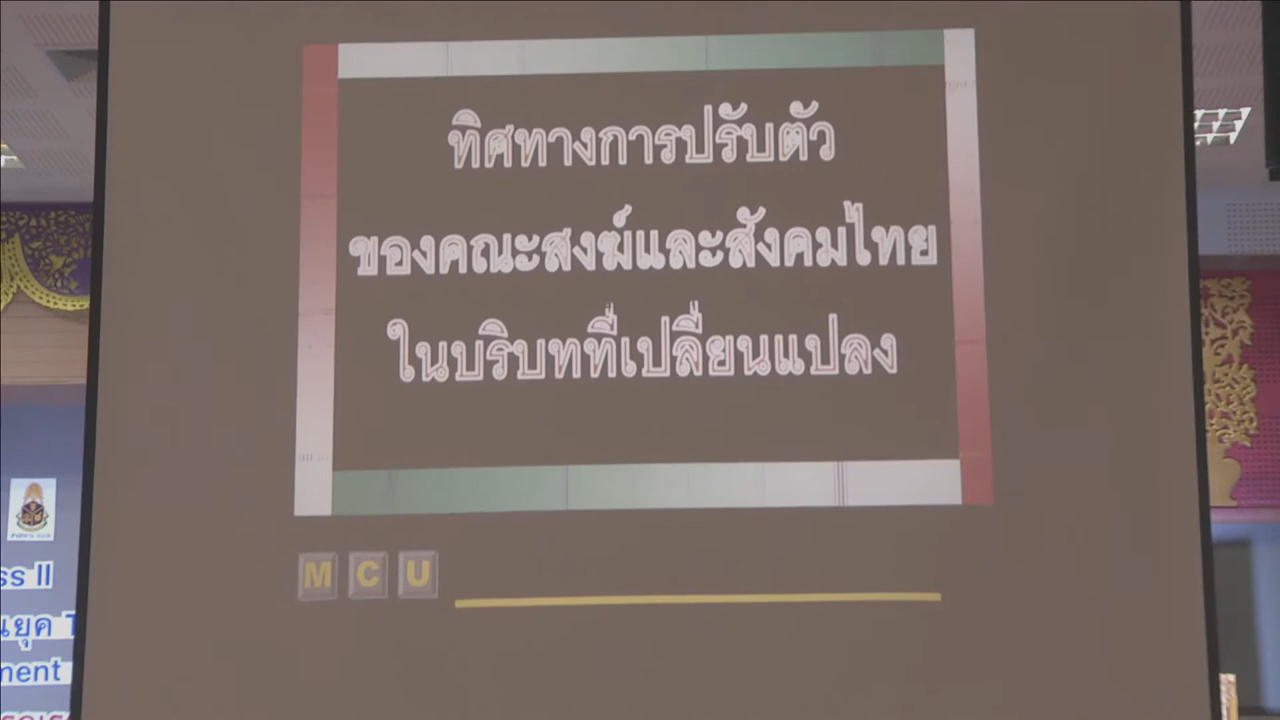 ทิศทางการปรับตัว
ของคณะสงฆ์และสังคมไทย
ในบริบทที่เปลี่ยนแปลง
M C U
ss II
นยุค T
ment